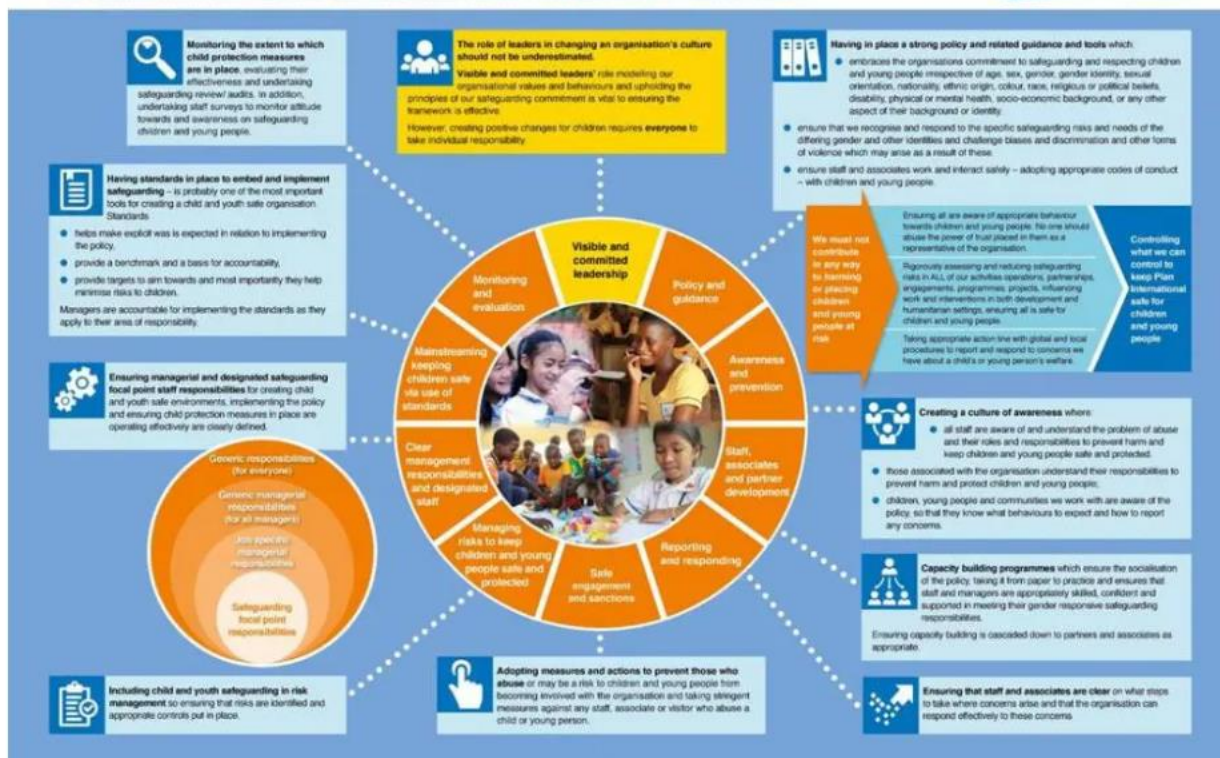 Monitoring the extent to which
child protection measures
are in place, evaluating their
effectiveness and undertaking
safeguarding review/ audits. In addition,
undertaking staff surveys to monitor attitude
towards and awareness on safeguarding
children and young people.
The role of leaders in changing an organisation's culture
should not be underestimated.
Visible and committed leaders' role modelling our
organisational values and behaviours and upholding the
principles of our safeguarding commitment is vital to ensuring the
framework is effective.
However, creating positive changes for children requires everyone to
take individual responsibility.
Having in place a strong policy and related guidance and tools which:
● embraces the organisations commitment to safeguarding and respecting children
and young people irrespective of age, sex, gender, gender identity, sexual
orientation, nationality, ethnic origin, colour, race, religious or political beliefs,
disability, physical or mental health, socio-economic background, or any other
aspect of their background or identity.
● ensure that we recognise and respond to the specific safeguarding risks and needs of the
differing gender and other identities and challenge biases and discrimination and other forms
of violence which may arise as a result of these.
● ensure staff and associates work and interact safely – adopting appropriate codes of conduct
– with children and young people.
Having standards in place to embed and implement
safeguarding – is probably one of the most important
tools for creating a child and youth safe organisation
Standards
● helps make explicit was is expected in relation to implementing
the policy,
● provide a benchmark and a basis for accountability,
● provide targets to aim towards and most importantly they help
minimise risks to children.
Managers are accountable for implementing the standards as they
apply to their area of responsibility.
We must not
contribute
in any way
to harming
or placing
children
and young
people at
risk
Ensuring all are aware of appropriate behaviour
towards children and young people. No one should
abuse the power of trust placed in them as a
representative of the organisation.
Rigorously assessing and reducing safeguarding
risks in ALL of our activities operations, partnerships,
engagements, programmes, projects, influencing
work and interventions in both development and
humanitarian settings, ensuring all is safe for
children and young people.
Taking appropriate action line with global and local
procedures to report and respond to concerns we
have about a child's or young person's welfare.
Controlling
what we can
control to
keep Plan
International
safe for
children
and young
people
Visible and
committed
leadership
Policy and
guidance
Awareness
and
prevention
Staff,
associates
and partner
development
Reporting
and responding
Safe
engagement
and sanctions
Managing
risks to keep
children and young
people safe and
protected
Clear
management
responsibilities
and designated
staff
Mainstreaming
keeping
children safe
via use of
standards
Monitoring
and
evaluation
Ensuring managerial and designated safeguarding
focal point staff responsibilities for creating child
and youth safe environments, implementing the policy
and ensuring child protection measures in place are
operating effectively are clearly defined.
Generic responsibilities
(for everyone)
Generic managerial
responsibilities
(for all managers)
Job specific
managerial
responsibilities
Safeguarding
focal point
responsibilities
Creating a culture of awareness where:
● all staff are aware of and understand the problem of abuse
and their roles and responsibilities to prevent harm and
keep children and young people safe and protected.
● those associated with the organisation understand their responsibilities to
prevent harm and protect children and young people;
● children, young people and communities we work with are aware of the
policy, so that they know what behaviours to expect and how to report
any concerns.
Capacity building programmes which ensure the socialisation
of the policy, taking it from paper to practice and ensures that
staff and managers are appropriately skilled, confident and
supported in meeting their gender responsive safeguarding
responsibilities.
Ensuring capacity building is cascaded down to partners and associates as
appropriate.
Including child and youth safeguarding in risk
management so ensuring that risks are identified and
appropriate controls put in place.
Adopting measures and actions to prevent those who
abuse or may be a risk to children and young people from
becoming involved with the organisation and taking stringent
measures against any staff, associate or visitor who abuse a
child or young person.
Ensuring that staff and associates are clear on what steps
to take where concerns arise and that the organisation can
respond effectively to these concerns